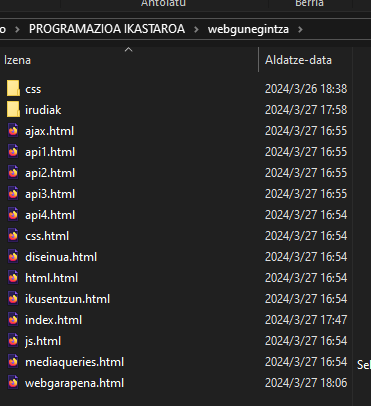 Antolatu Berria
o > PROGRAMAZIOA IKASTAROA > webgunegintza >
Izena Aldatze-data
css 2024/3/26 18:38
irudiak 2024/3/27 17:58
ajax.html 2024/3/27 16:55
api1.html 2024/3/27 16:55
api2.html 2024/3/27 16:55
api3.html 2024/3/27 16:55
api4.html 2024/3/27 16:54
css.html 2024/3/27 16:54
diseinua.html 2024/3/27 16:54
html.html 2024/3/27 16:54
ikusentzun.html 2024/3/27 16:54
index.html 2024/3/27 17:47
js.html 2024/3/27 16:54
mediaqueries.html 2024/3/27 16:54 Sel
webgarapena.html 2024/3/27 18:06